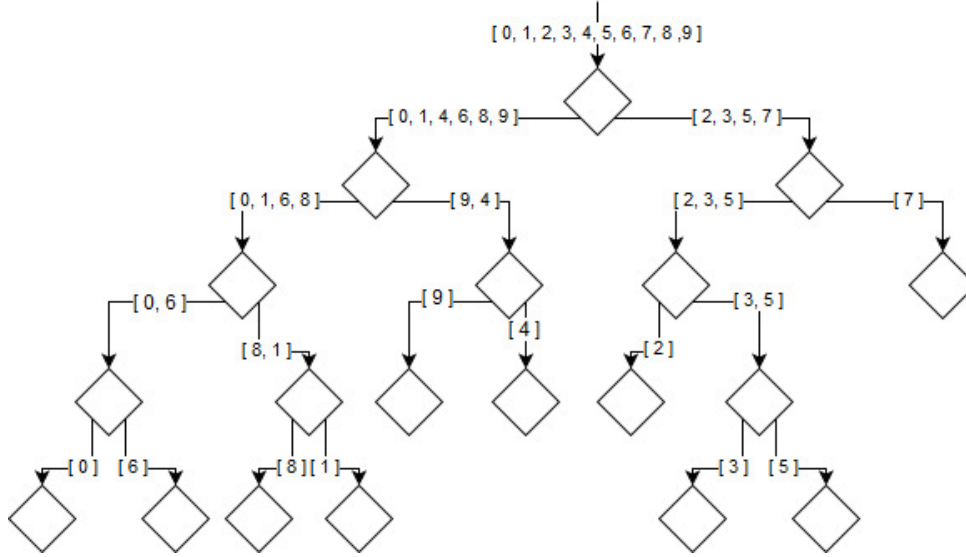 [ 0, 1, 2, 3, 4, 5, 6, 7, 8 ,9 ]
[ 0, 1, 4, 6, 8, 9 ]
[ 2, 3, 5, 7 ]
[ 0, 1, 6, 8 ]
[ 9, 4 ]
[ 2, 3, 5 ]
[ 7 ]
[ 0, 6 ]
[ 8, 1 ]
[ 9 ]
[ 4 ]
[ 2 ]
[ 3, 5 ]
[ 0 ]
[ 6 ]
[ 8 ]
[ 1 ]
[ 3 ]
[ 5 ]